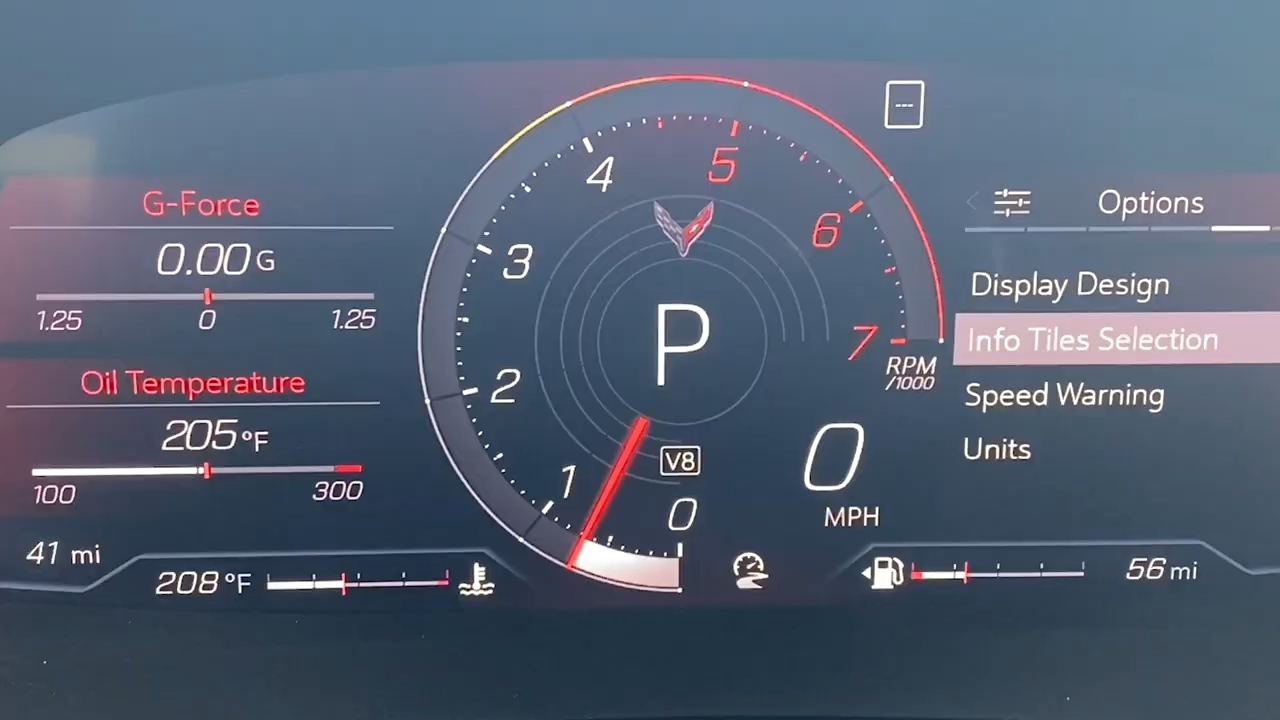 G-Force
0.00 G
1.25 0 1.25
Oil Temperature
205 °F
100 300
41 mi
208 °F
4
5
3
6
P
7
RPM
/1000
2
V8
1
0
0
MPH
---
Options
Display Design
Info Tiles Selection
Speed Warning
Units
56 mi